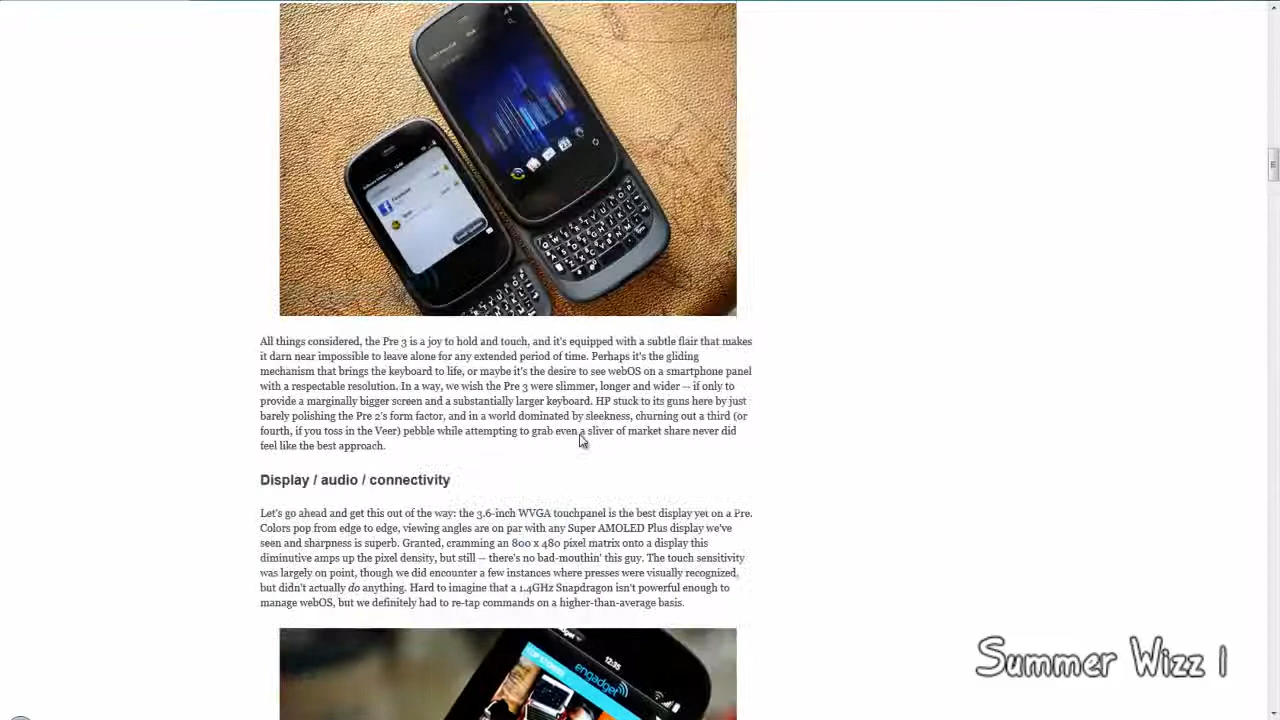 Facebook
All things considered, the Pre 3 is a joy to hold and touch, and it's equipped with a subtle flair that makes
it darn near impossible to leave alone for any extended period of time. Perhaps it's the gliding
mechanism that brings the keyboard to life, or maybe it's the desire to see webOS on a smartphone panel
with a respectable resolution. In a way, we wish the Pre 3 were slimmer, longer and wider -- if only to
provide a marginally bigger screen and a substantially larger keyboard. HP stuck to its guns here by just
barely polishing the Pre 2's form factor, and in a world dominated by sleekness, churning out a third (or
fourth, if you toss in the Veer) pebble while attempting to grab even a sliver of market share never did
feel like the best approach.
Display / audio / connectivity
Let's go ahead and get this out of the way: the 3.6-inch WVGA touchpanel is the best display yet on a Pre.
Colors pop from edge to edge, viewing angles are on par with any Super AMOLED Plus display we've
seen and sharpness is superb. Granted, cramming an 800 x 480 pixel matrix onto a display this
diminutive amps up the pixel density, but still -- there's no bad-mouthin' this guy. The touch sensitivity
was largely on point, though we did encounter a few instances where presses were visually recognized,
but didn't actually do anything. Hard to imagine that a 1.4GHz Snapdragon isn't powerful enough to
manage webOS, but we definitely had to re-tap commands on a higher-than-average basis.
12:35
TOP STORIES
engadget
Summer Wizz 1